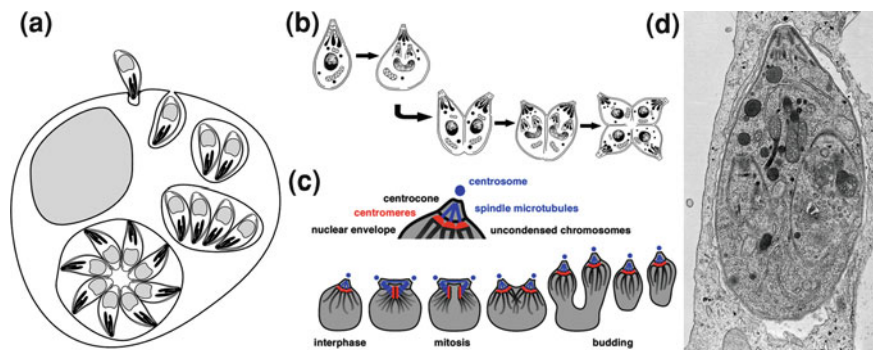 (a)
(b)
(c)
centrosome
centrocone
centromeres
spindle microtubules
nuclear envelope
uncondensed chromosomes
interphase
mitosis
budding
(d)